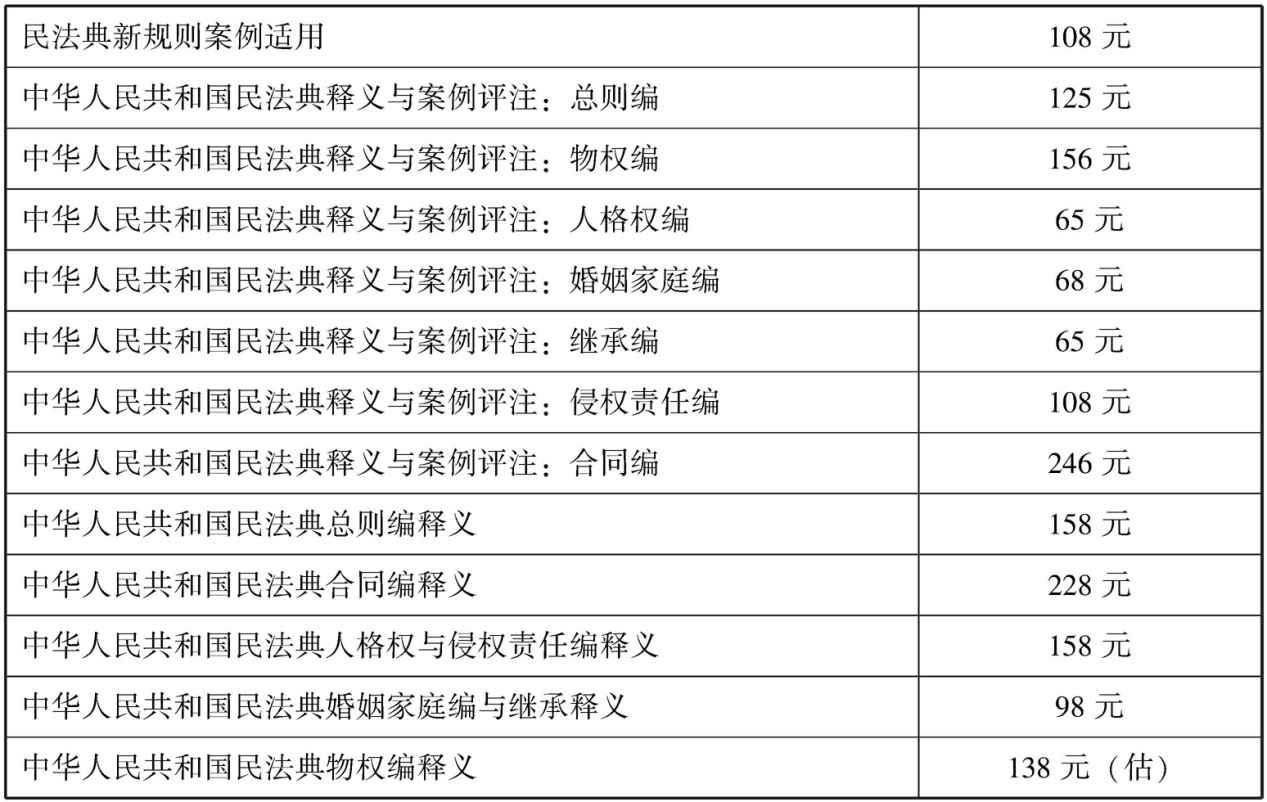 民法典新规则案例适用 108 元
中华人民共和国民法典释义与案例评注：总则编 125 元
中华人民共和国民法典释义与案例评注：物权编 156 元
中华人民共和国民法典释义与案例评注：人格权编 65 元
中华人民共和国民法典释义与案例评注：婚姻家庭编 68 元
中华人民共和国民法典释义与案例评注：继承编 65 元
中华人民共和国民法典释义与案例评注：侵权责任编 108 元
中华人民共和国民法典释义与案例评注：合同编 246 元
中华人民共和国民法典总则编释义 158 元
中华人民共和国民法典合同编释义 228 元
中华人民共和国民法典人格权与侵权责任编释义 158 元
中华人民共和国民法典婚姻家庭编与继承释义 98 元
中华人民共和国民法典物权编释义 138 元（估）